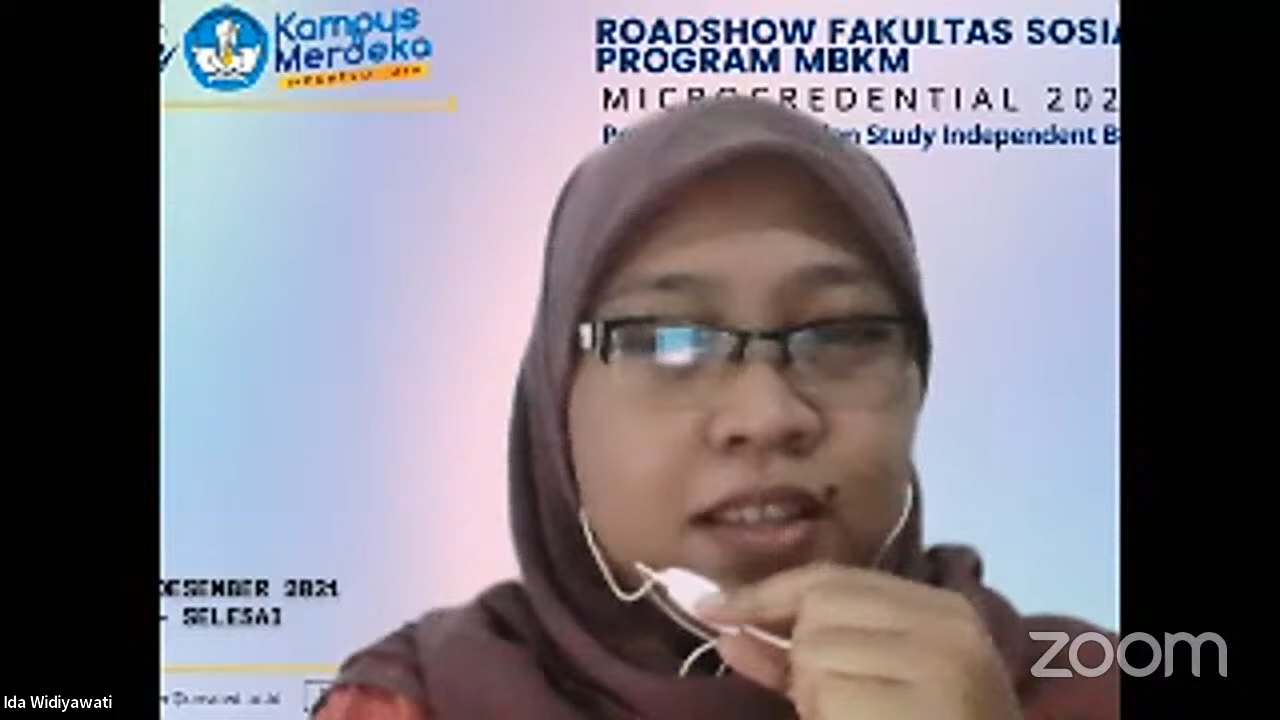 Kampus
Merdeka
ROADSHOW FAKULTAS SOSIA
PROGRAM MBKM
MICROCREDENTIAL 202
Study Independent B
DESEMBER 2021
- SELESAI
Ida Widiyawati
zoom